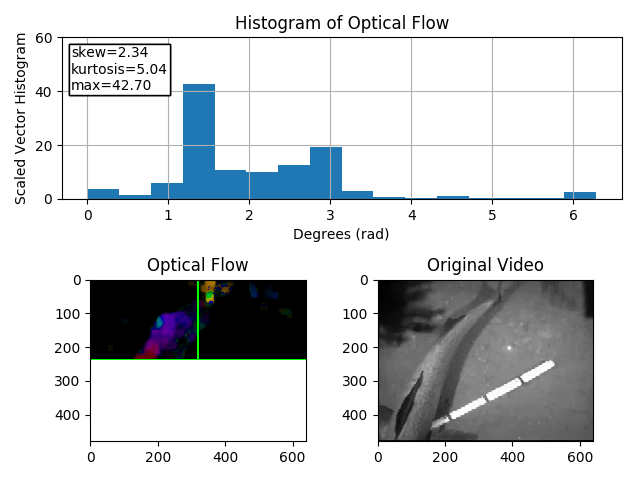 Histogram of Optical Flow
skew=2.34
kurtosis=5.04
max=42.70
Scaled Vector Histogram
60
40
20
0
0 1 2 3 4 5 6
Degrees (rad)
Optical Flow
0
100
200
300
400
0 200 400 600
Original Video
0
100
200
300
400
0 200 400 600